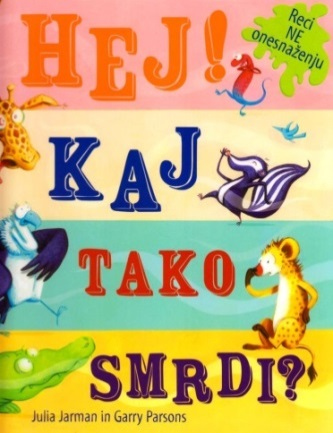 HEJ!
Reci
NE
onesnaženju
KAJ
TAKO
SMRDI?
Julia Jarman in Garry Parsons